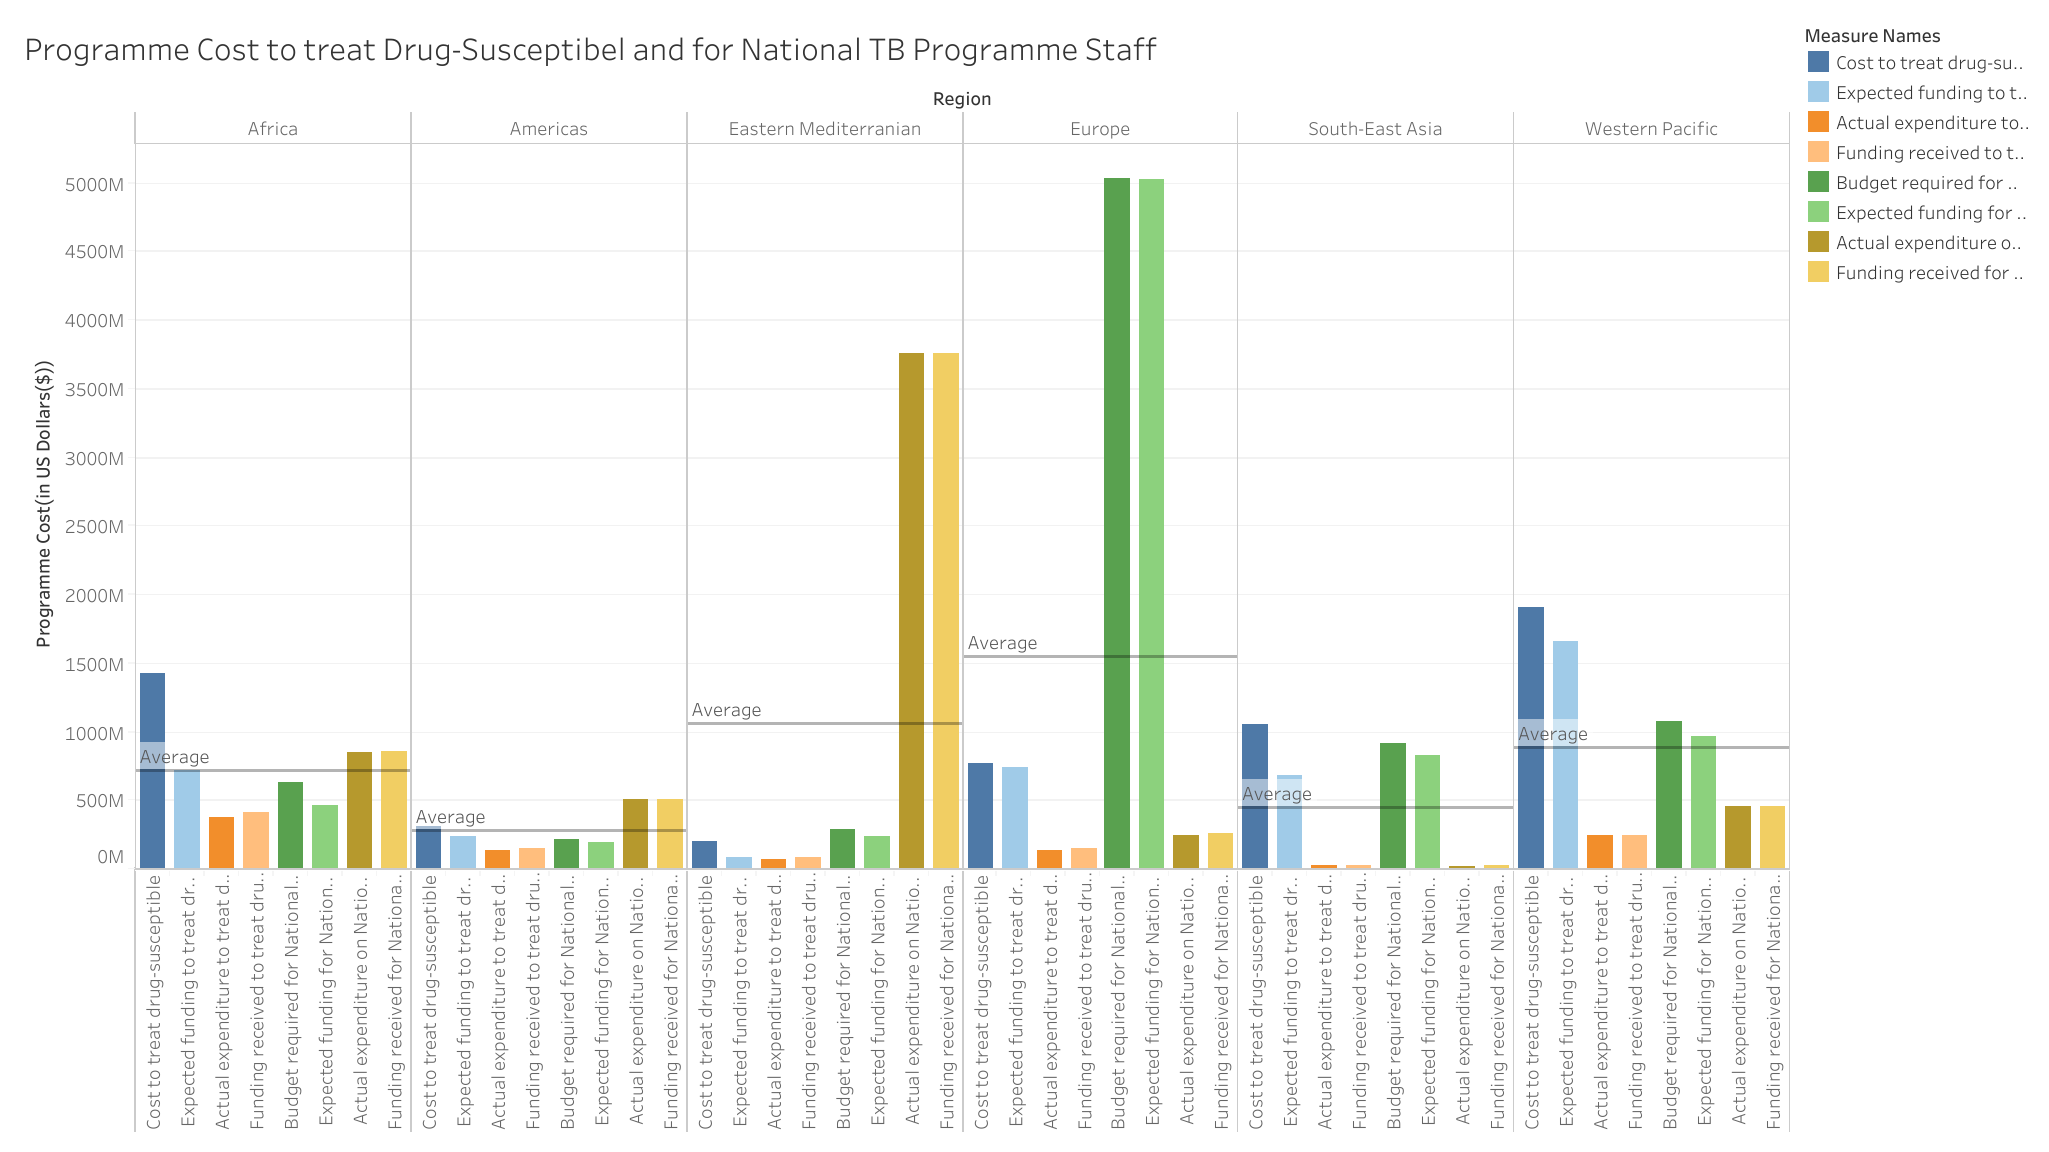 Programme Cost to treat Drug-Susceptibel and for National TB Programme Staff
Measure Names
Cost to treat drug-su..
Expected funding to t..
Actual expenditure to..
Funding received to t..
Budget required for ..
Expected funding for ..
Actual expenditure o..
Funding received for ..
Region
Africa
Americas
Eastern Mediterranian
Europe
South-East Asia
Western Pacific
Programme Cost(in US Dollars($))
5000M
4500M
4000M
3500M
3000M
2500M
2000M
1500M
1000M
500M
0M
Average
Average
Average
Average
Average
Average
Cost to treat drug-susceptible
Expected funding to treat dr..
Actual expenditure to treat d..
Funding received to treat dru..
Budget required for National..
Expected funding for Nation..
Actual expenditure on Natio..
Funding received for Nationa..
Cost to treat drug-susceptible
Expected funding to treat dr..
Actual expenditure to treat d..
Funding received to treat dru..
Budget required for National..
Expected funding for Nation..
Actual expenditure on Natio..
Funding received for Nationa..
Cost to treat drug-susceptible
Expected funding to treat dr..
Actual expenditure to treat d..
Funding received to treat dru..
Budget required for National..
Expected funding for Nation..
Actual expenditure on Natio..
Funding received for Nationa..
Cost to treat drug-susceptible
Expected funding to treat dr..
Actual expenditure to treat d..
Funding received to treat dru..
Budget required for National..
Expected funding for Nation..
Actual expenditure on Natio..
Funding received for Nationa..
Cost to treat drug-susceptible
Expected funding to treat dr..
Actual expenditure to treat d..
Funding received to treat dru..
Budget required for National..
Expected funding for Nation..
Actual expenditure on Natio..
Funding received for Nationa..
Cost to treat drug-susceptible
Expected funding to treat dr..
Actual expenditure to treat d..
Funding received to treat dru..
Budget required for National..
Expected funding for Nation..
Actual expenditure on Natio..
Funding received for Nationa..